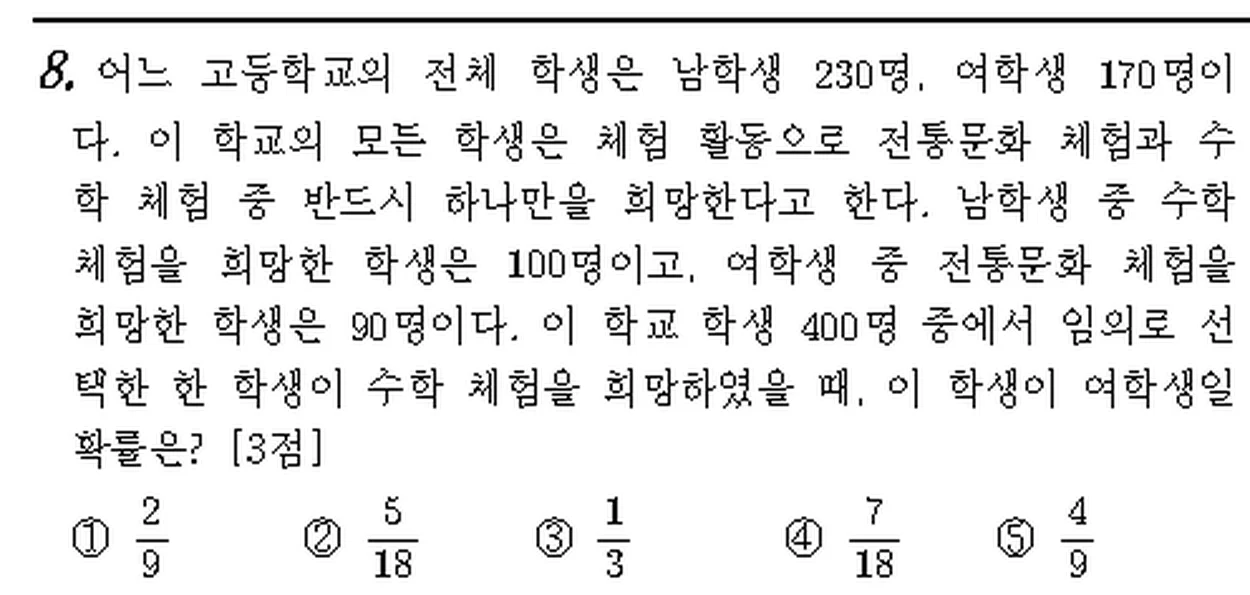 8. 어느 고등학교의 전체 학생은 남학생 230명, 여학생 170명이
다. 이 학교의 모든 학생은 체험 활동으로 전통문화 체험과 수
학 체험 중 반드시 하나만을 희망한다고 한다. 남학생 중 수학
체험을 희망한 학생은 100명이고, 여학생 중 전통문화 체험을
희망한 학생은 90명이다. 이 학교 학생 400명 중에서 임의로 선
택한 한 학생이 수학 체험을 희망하였을 때, 이 학생이 여학생일
확률은? [3점]
① 2/9 ② 5/18 ③ 1/3 ④ 7/18 ⑤ 4/9